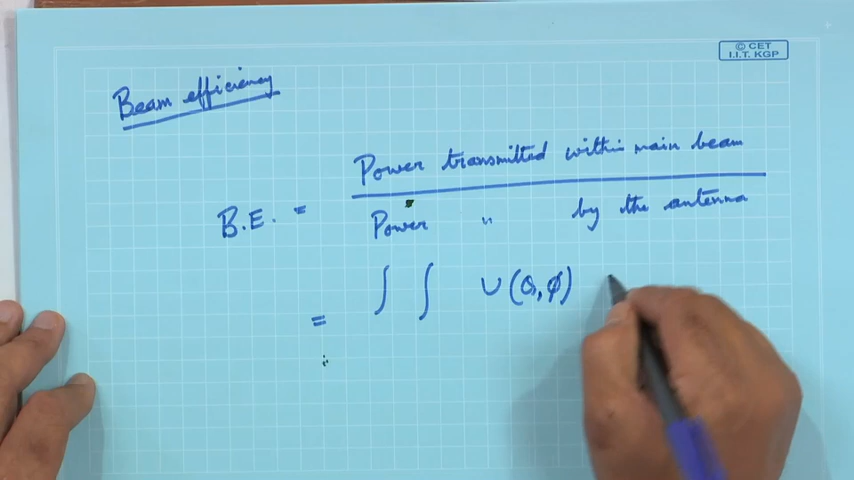 © CET
I.I.T. KGP
Beam efficiency
B.E. = Power transmitted within main beam
Power " by the antenna
= ∫ ∫ U(θ,φ)